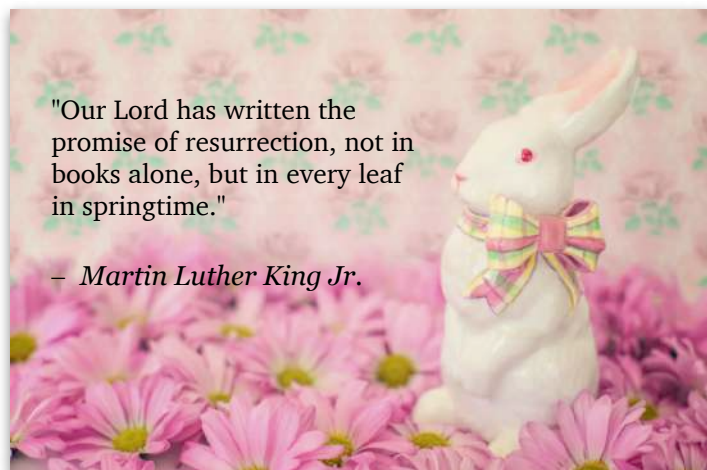 "Our Lord has written the
promise of resurrection, not in
books alone, but in every leaf
in springtime."
– Martin Luther King Jr.